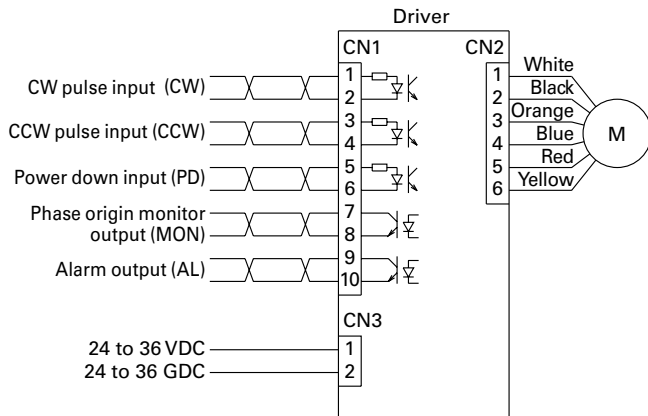 Driver
CN1
CN2
CW pulse input (CW)
1
2
CCW pulse input (CCW)
3
4
Power down input (PD)
5
6
Phase origin monitor
output (MON)
7
8
Alarm output (AL)
9
10
1
2
3
4
5
6
White
Black
Orange
Blue
Red
Yellow
M
CN3
24 to 36 VDC
1
24 to 36 GDC
2